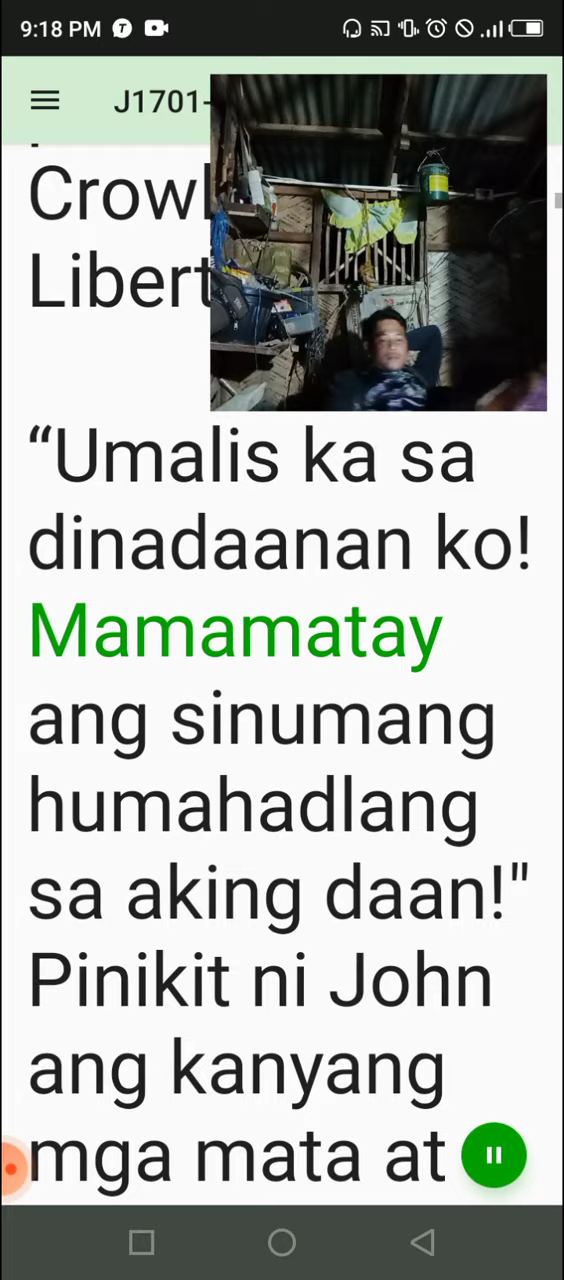 9:18 PM
J1701-
Crowl
Libert
“Umalis ka sa
dinadaanan ko!
Mamamatay
ang sinumang
humahadlang
sa aking daan!"
Pinikit ni John
ang kanyang
mga mata at